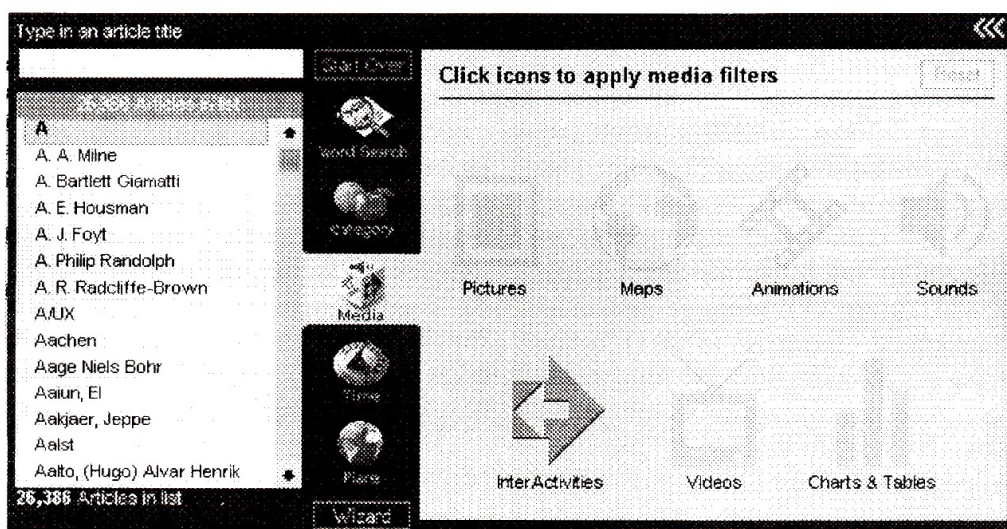 Type in an article title
Start Over
Click icons to apply media filters
Reset
Articles in list
A
A. A. Milne
A. Bartlett Giamatti
A. E. Housman
A. J. Foyt
A. Philip Randolph
A. R. Radcliffe-Brown
A/UX
Aachen
Aage Niels Bohr
Aaiun, El
Aakjaer, Jeppe
Aalst
Aalto, (Hugo) Alvar Henrik
26,386 Articles in list
Word Search
Category
Media
Time
Place
Wizard
Pictures
Maps
Animations
Sounds
InterActivities
Videos
Charts & Tables